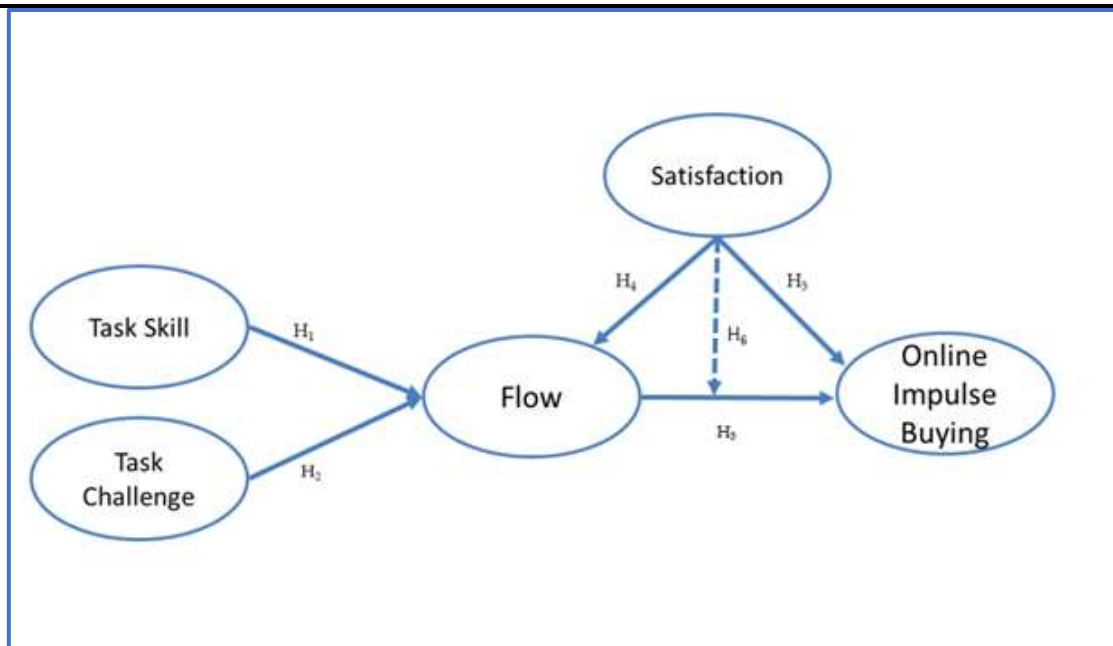 Satisfaction
H₄
H₃
H₆
Task Skill
H₁
Flow
Online
Impulse
Buying
H₅
Task
Challenge
H₂